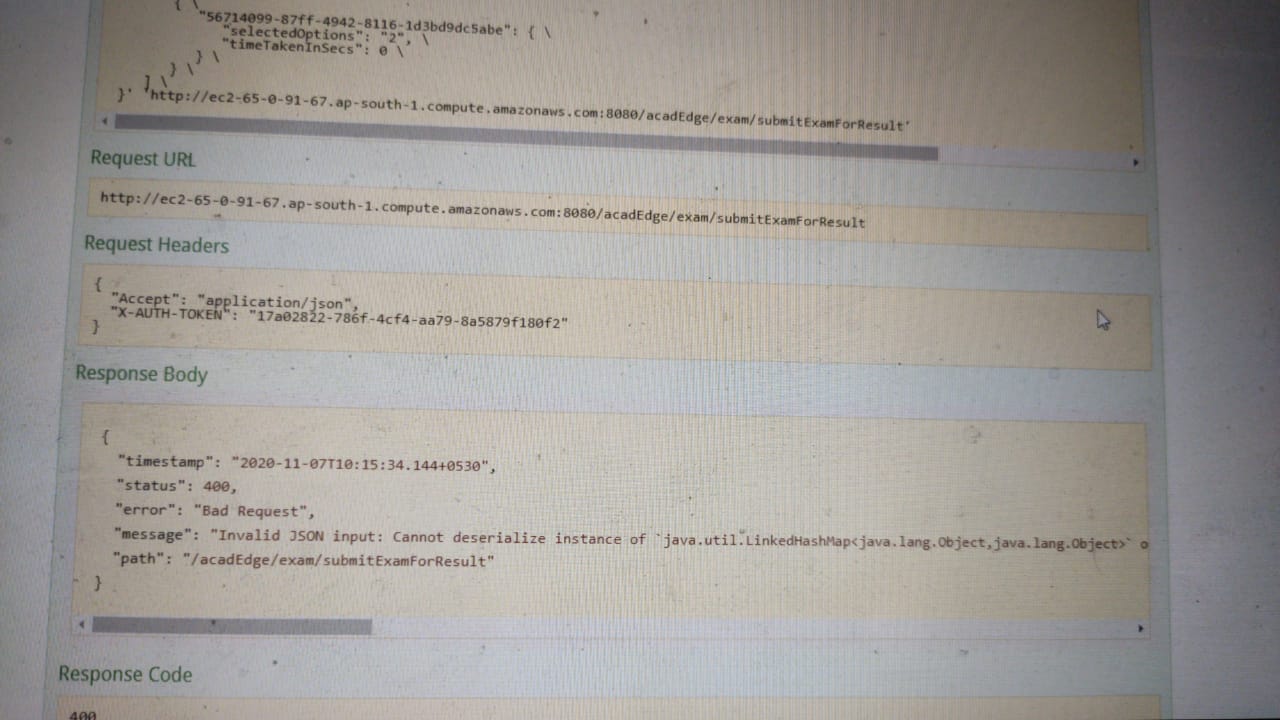 { \
"56714099-87ff-4942-8116-1d3bd9dc5abe": { \
"selectedOptions": "2", \
"timeTakenInSecs": 0 \
} \
} \
] \
}' 'http://ec2-65-0-91-67.ap-south-1.compute.amazonaws.com:8080/acadEdge/exam/submitExamForResult'
Request URL
http://ec2-65-0-91-67.ap-south-1.compute.amazonaws.com:8080/acadEdge/exam/submitExamForResult
Request Headers
{
"Accept": "application/json",
"X-AUTH-TOKEN": "17a02822-786f-4cf4-aa79-8a5879f180f2"
}
Response Body
{
"timestamp": "2020-11-07T10:15:34.144+0530",
"status": 400,
"error": "Bad Request",
"message": "Invalid JSON input: Cannot deserialize instance of `java.util.LinkedHashMap<java.lang.Object,java.lang.Object>` o
"path": "/acadEdge/exam/submitExamForResult"
}
Response Code
400